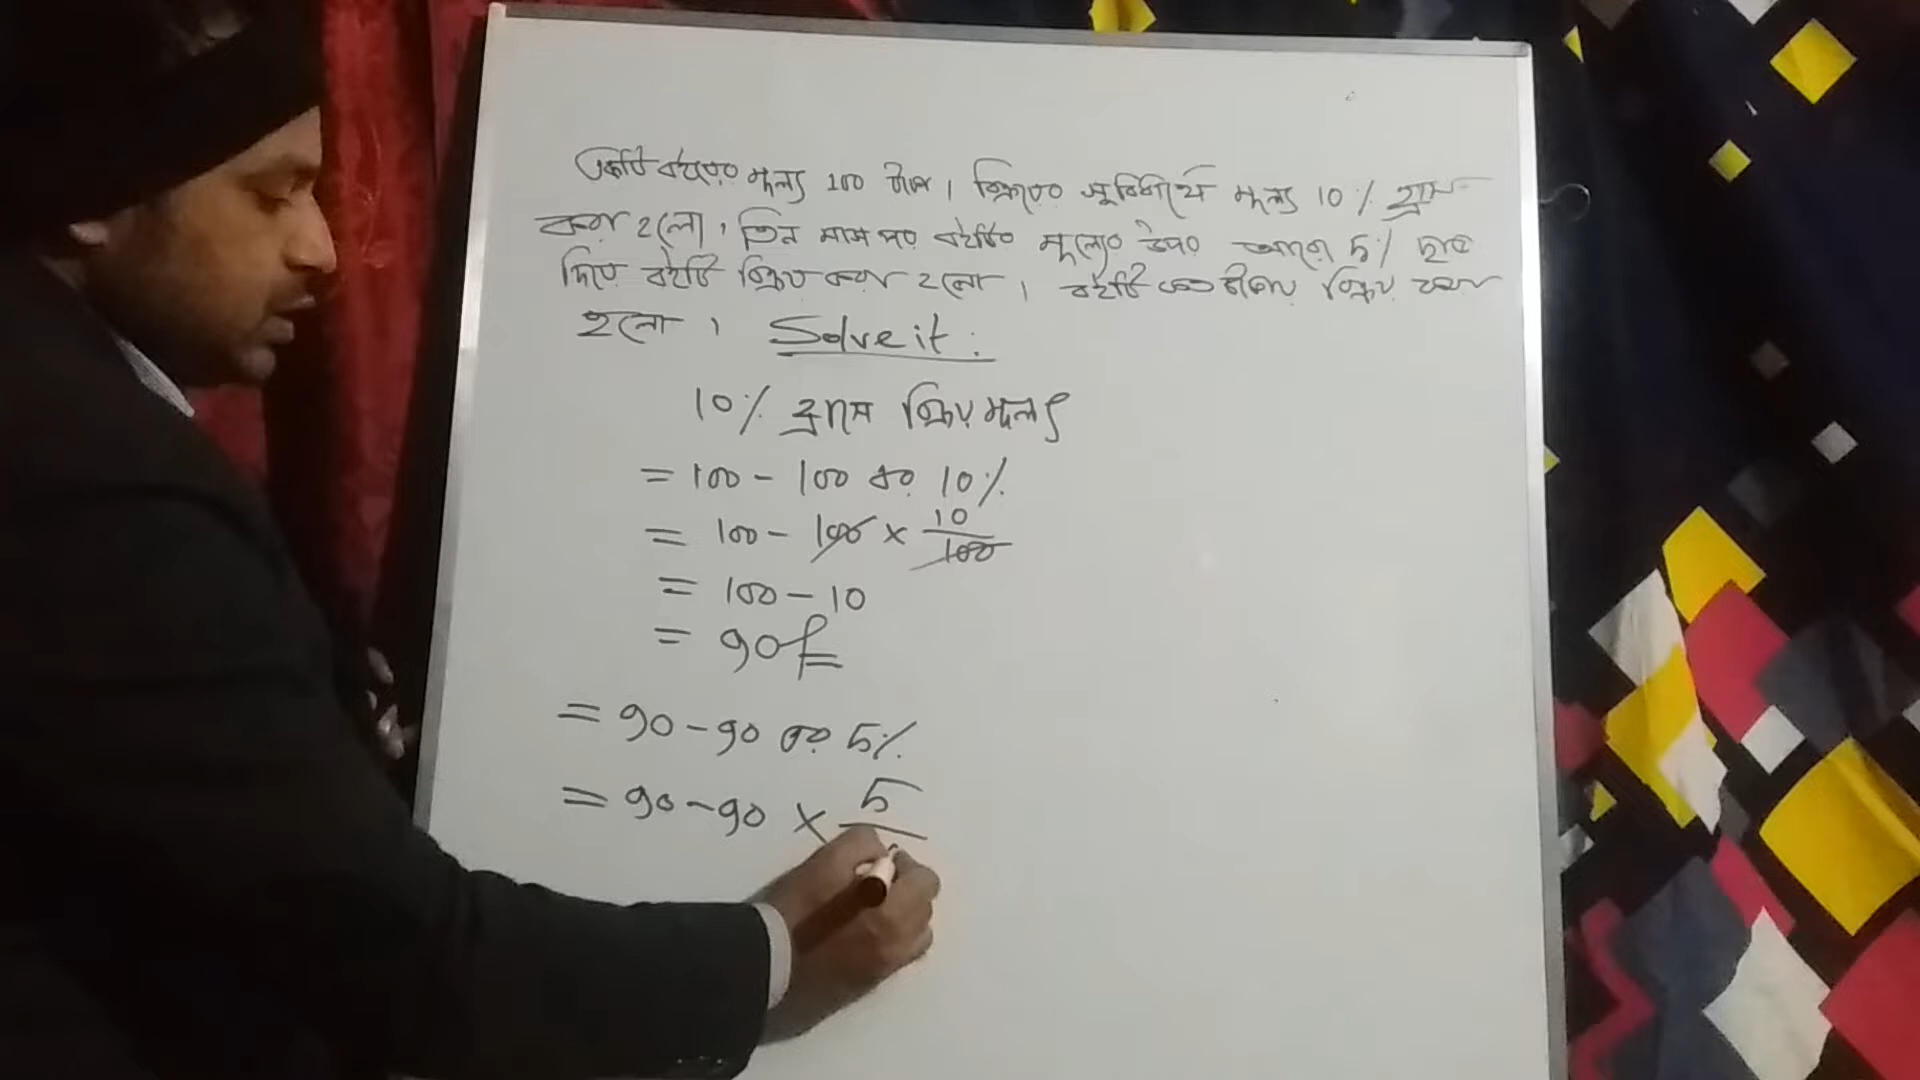 একটি বইয়ের মূল্য 100 টাকা। বিক্রয়ের সুবিধার্থে মূল্য 10% হ্রাস
করা হলো। তিন মাস পর বইটির মূল্যের উপর আরো 5% ছাড়
দিয়ে বইটি বিক্রয় করা হলো। বইটি কত টাকায় বিক্রয় করা
হলো। Solve it:
10% হ্রাসে বিক্রয়মূল্য
= 100 - 100 এর 10%
= 100 - 100 × 10/100
= 100 - 10
= 90৳
= 90 - 90 এর 5%
= 90 - 90 × 5